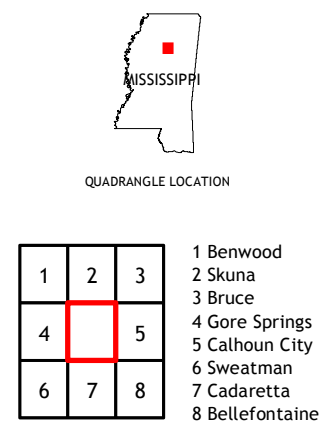 MISSISSIPPI
QUADRANGLE LOCATION
1 2 3
4 5
6 7 8
1 Benwood
2 Skuna
3 Bruce
4 Gore Springs
5 Calhoun City
6 Sweatman
7 Cadaretta
8 Bellefontaine